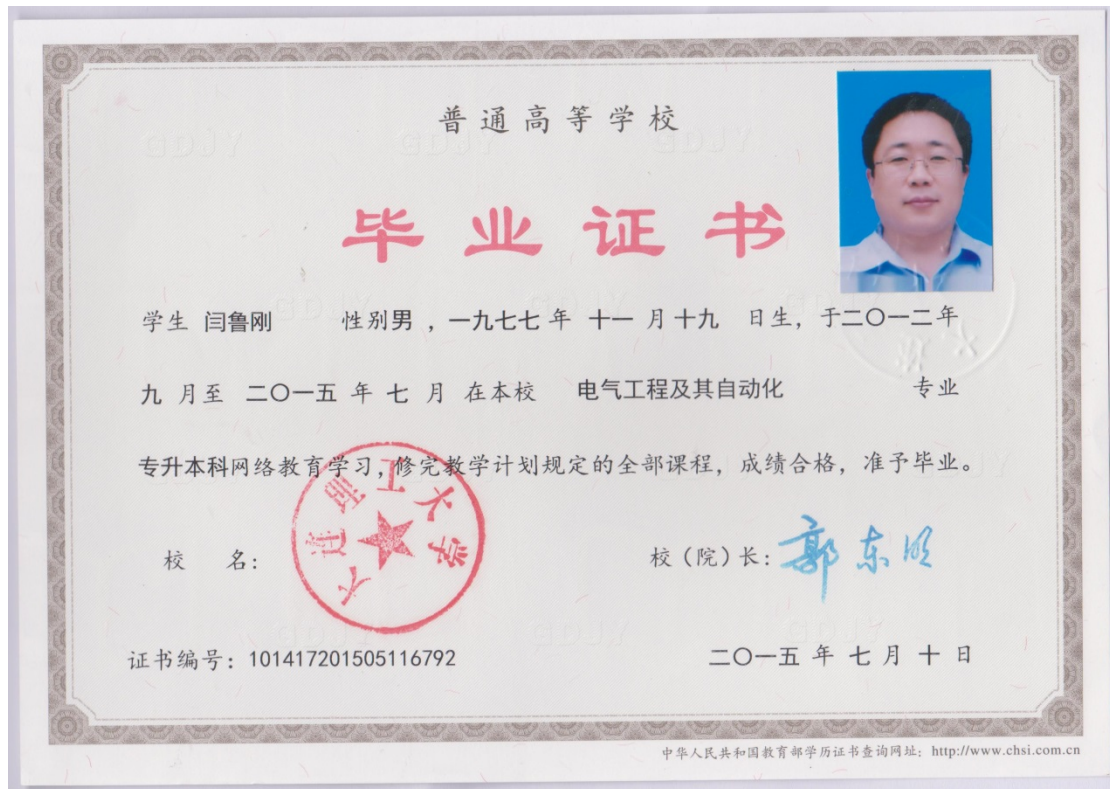 普通高等学校
毕业证书
学生 闫鲁刚 性别男，一九七七年 十一 月十九 日生，于二〇一二年
九 月至 二〇一五 年 七 月 在本校 电气工程及其自动化 专业
专升本科网络教育学习，修完教学计划规定的全部课程，成绩合格，准予毕业。
大连理工大学
校 名： 校（院）长：郭东明
证书编号：101417201505116792 二〇一五 年 七 月 十 日
中华人民共和国教育部学历证书查询网址：http://www.chsi.com.cn